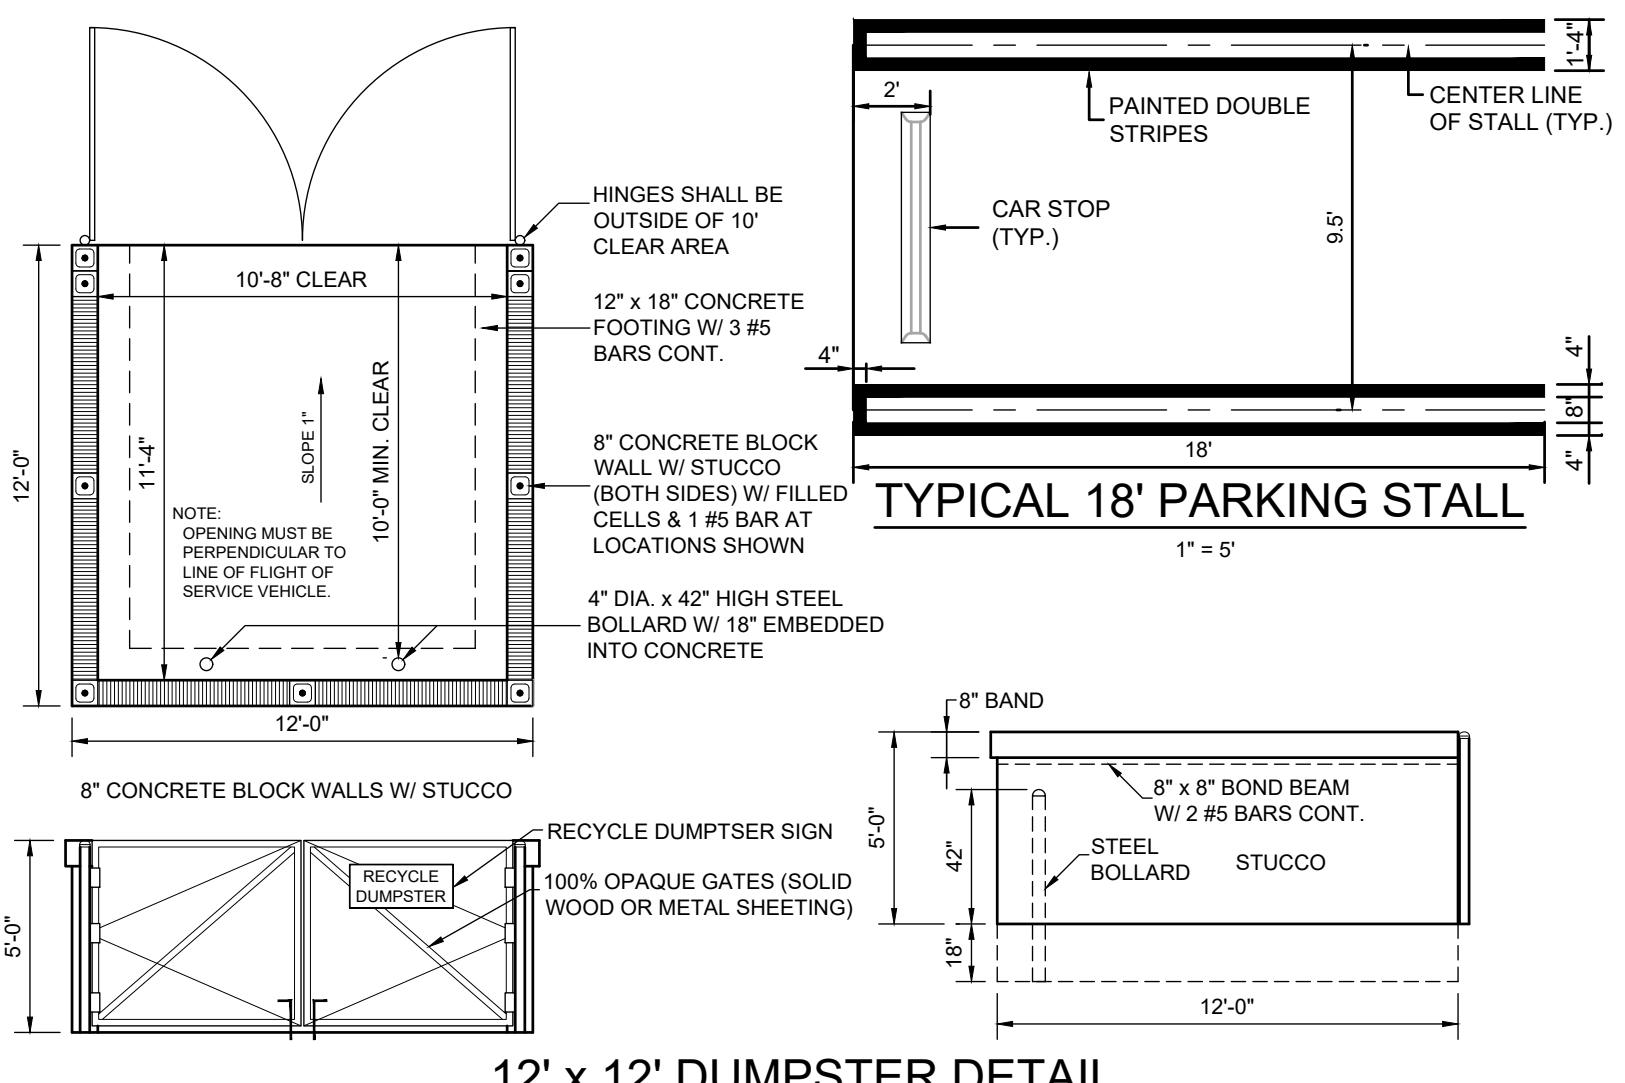 HINGES SHALL BE
OUTSIDE OF 10'
CLEAR AREA
10'-8" CLEAR
12" x 18" CONCRETE
FOOTING W/ 3 #5
BARS CONT.
12'-0"
11'-4"
SLOPE 1"
10'-0" MIN. CLEAR
8" CONCRETE BLOCK
WALL W/ STUCCO
(BOTH SIDES) W/ FILLED
CELLS & 1 #5 BAR AT
LOCATIONS SHOWN
NOTE:
OPENING MUST BE
PERPENDICULAR TO
LINE OF FLIGHT OF
SERVICE VEHICLE.
4" DIA. x 42" HIGH STEEL
BOLLARD W/ 18" EMBEDDED
INTO CONCRETE
12'-0"
8" CONCRETE BLOCK WALLS W/ STUCCO
1'-4"
2'
PAINTED DOUBLE
STRIPES
CENTER LINE
OF STALL (TYP.)
CAR STOP
(TYP.)
9.5'
4"
4"
8"
4"
18'
TYPICAL 18' PARKING STALL
1" = 5'
RECYCLE DUMPTSER SIGN
RECYCLE
DUMPSTER
100% OPAQUE GATES (SOLID
WOOD OR METAL SHEETING)
5'-0"
8" BAND
8" x 8" BOND BEAM
W/ 2 #5 BARS CONT.
5'-0"
42"
STEEL
BOLLARD
STUCCO
18"
12'-0"
12' x 12' DUMPSTER DETAIL